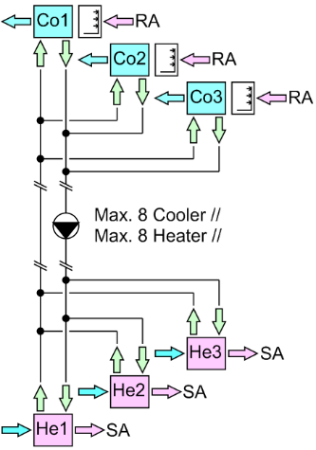 Co1
RA
Co2
RA
Co3
RA
Max. 8 Cooler //
Max. 8 Heater //
He3
SA
He2
SA
He1
SA